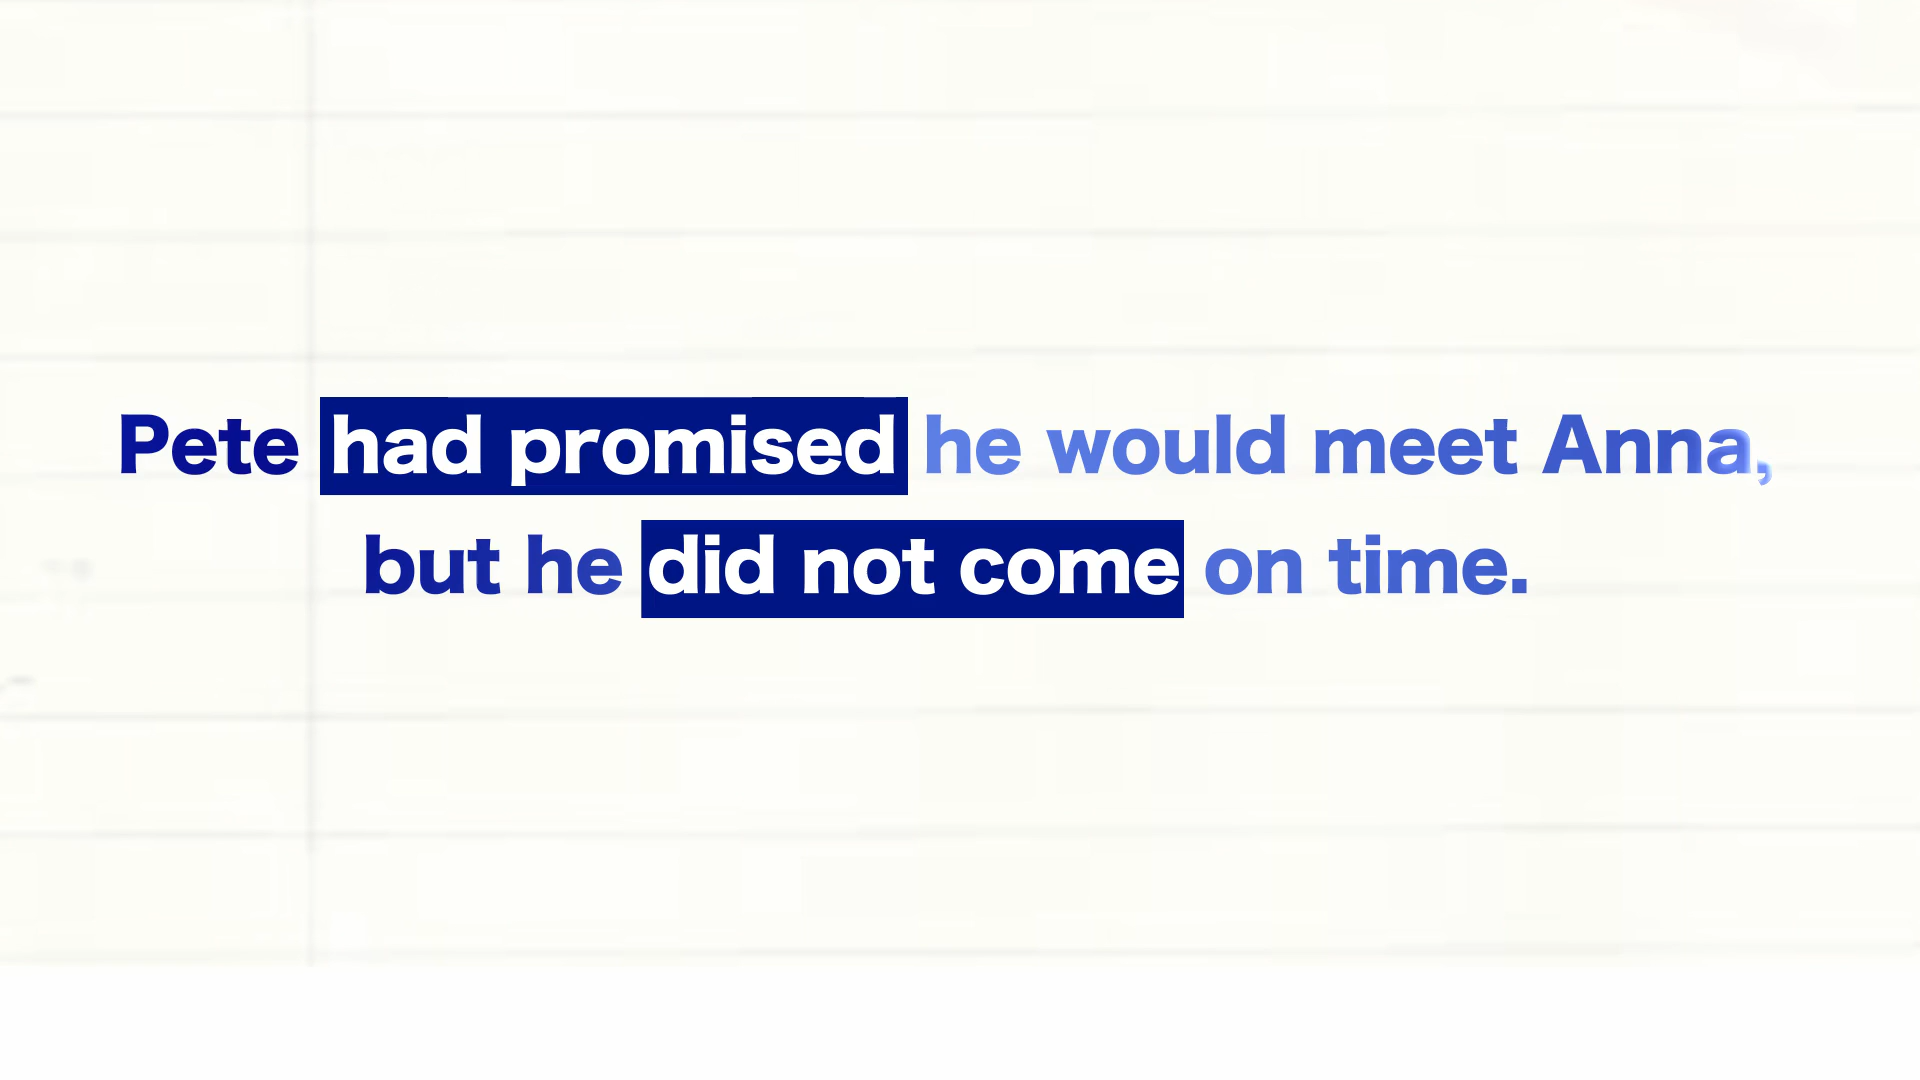 Pete had promised he would meet Anna,
but he did not come on time.